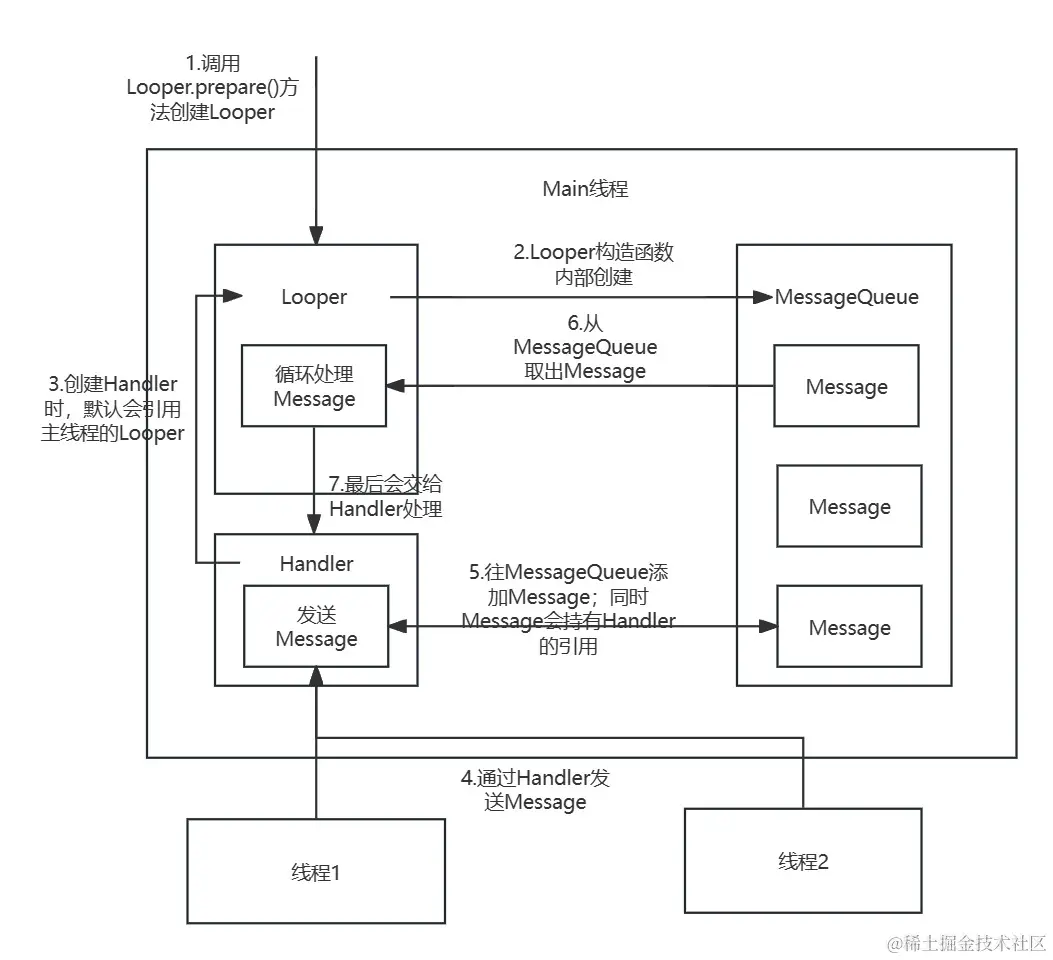 1.调用
Looper.prepare()方
法创建Looper
Main线程
2.Looper构造函数
内部创建
Looper
MessageQueue
6.从
MessageQueue
取出Message
循环处理
Message
Message
3.创建Handler
时，默认会引用
主线程的Looper
7.最后会交给
Handler处理
Message
Handler
5.往MessageQueue添
加Message；同时
Message会持有Handler
的引用
发送
Message
Message
4.通过Handler发
送Message
线程1
线程2
@稀土掘金技术社区